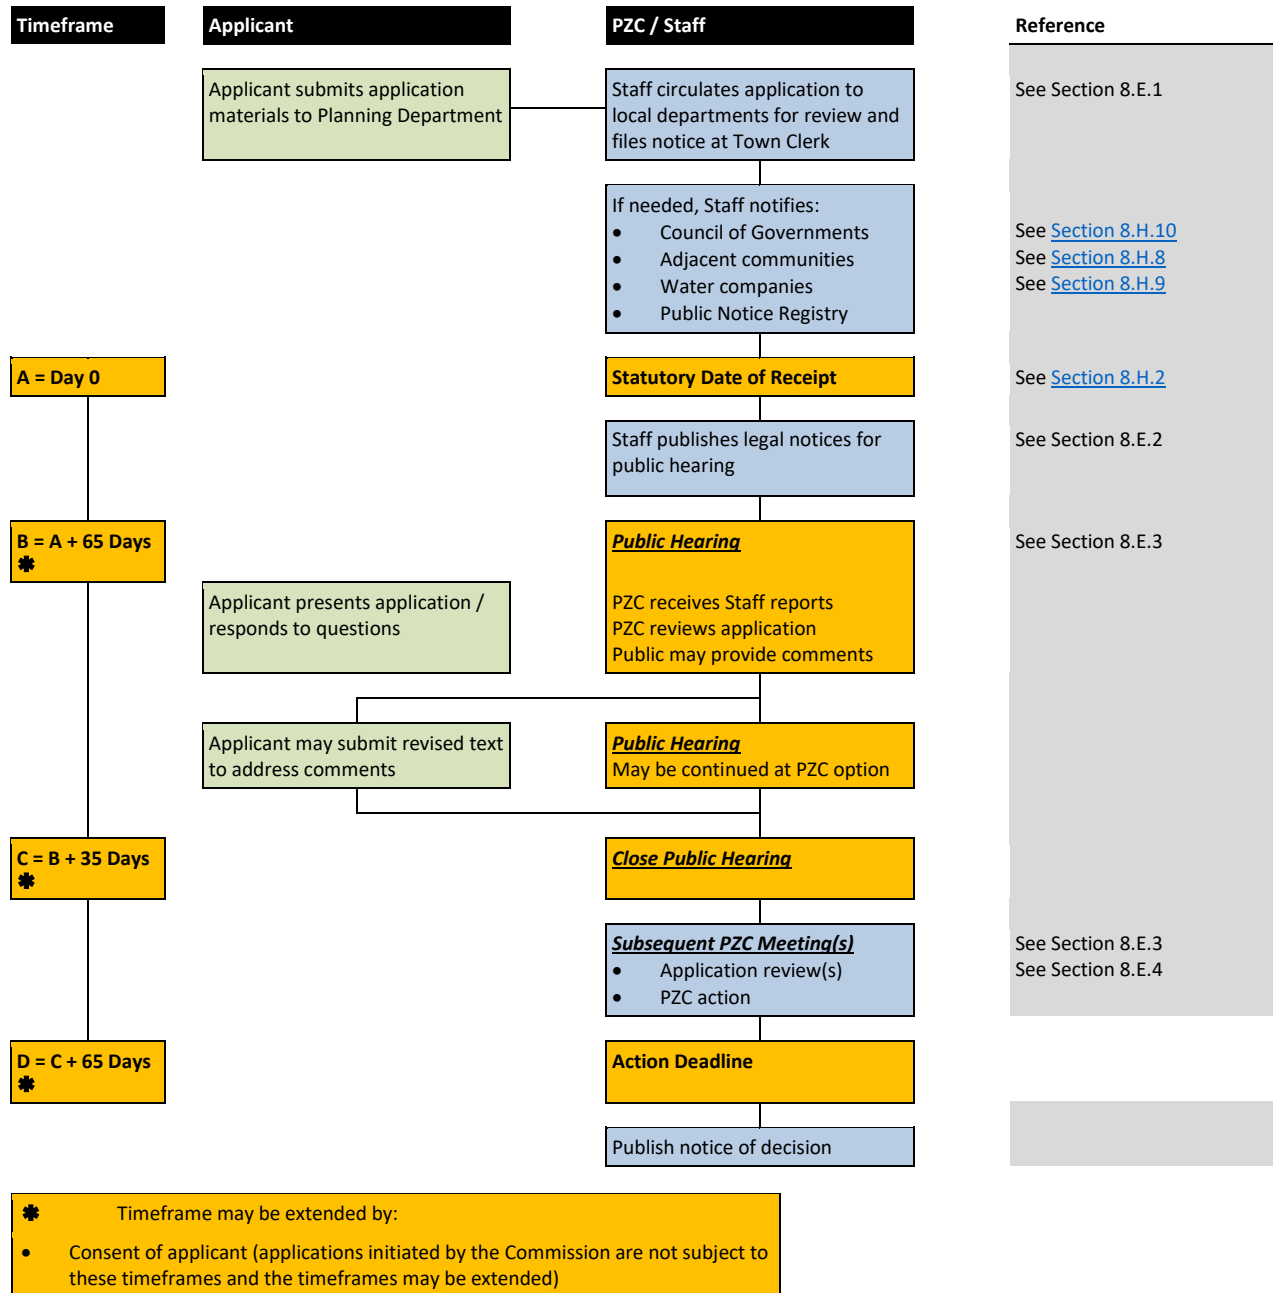 Timeframe
Applicant
PZC / Staff
Reference
Applicant submits application
materials to Planning Department
Staff circulates application to
local departments for review and
files notice at Town Clerk
See Section 8.E.1
If needed, Staff notifies:
• Council of Governments
• Adjacent communities
• Water companies
• Public Notice Registry
See Section 8.H.10
See Section 8.H.8
See Section 8.H.9
A = Day 0
Statutory Date of Receipt
See Section 8.H.2
Staff publishes legal notices for
public hearing
See Section 8.E.2
B = A + 65 Days
✱
Public Hearing
See Section 8.E.3
Applicant presents application /
responds to questions
PZC receives Staff reports
PZC reviews application
Public may provide comments
Applicant may submit revised text
to address comments
Public Hearing
May be continued at PZC option
C = B + 35 Days
✱
Close Public Hearing
Subsequent PZC Meeting(s)
• Application review(s)
• PZC action
See Section 8.E.3
See Section 8.E.4
D = C + 65 Days
✱
Action Deadline
Publish notice of decision
✱ Timeframe may be extended by:
• Consent of applicant (applications initiated by the Commission are not subject to
these timeframes and the timeframes may be extended)